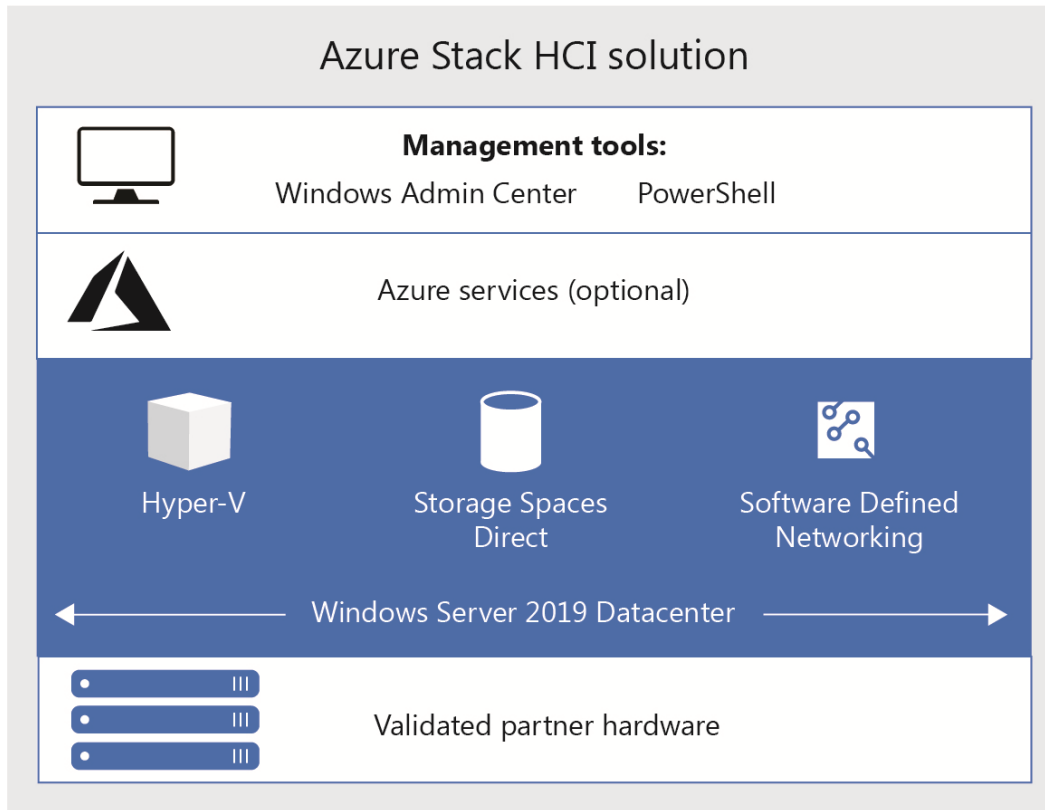 Azure Stack HCI solution
Management tools:
Windows Admin Center PowerShell
Azure services (optional)
Hyper-V
Storage Spaces
Direct
Software Defined
Networking
Windows Server 2019 Datacenter
Validated partner hardware